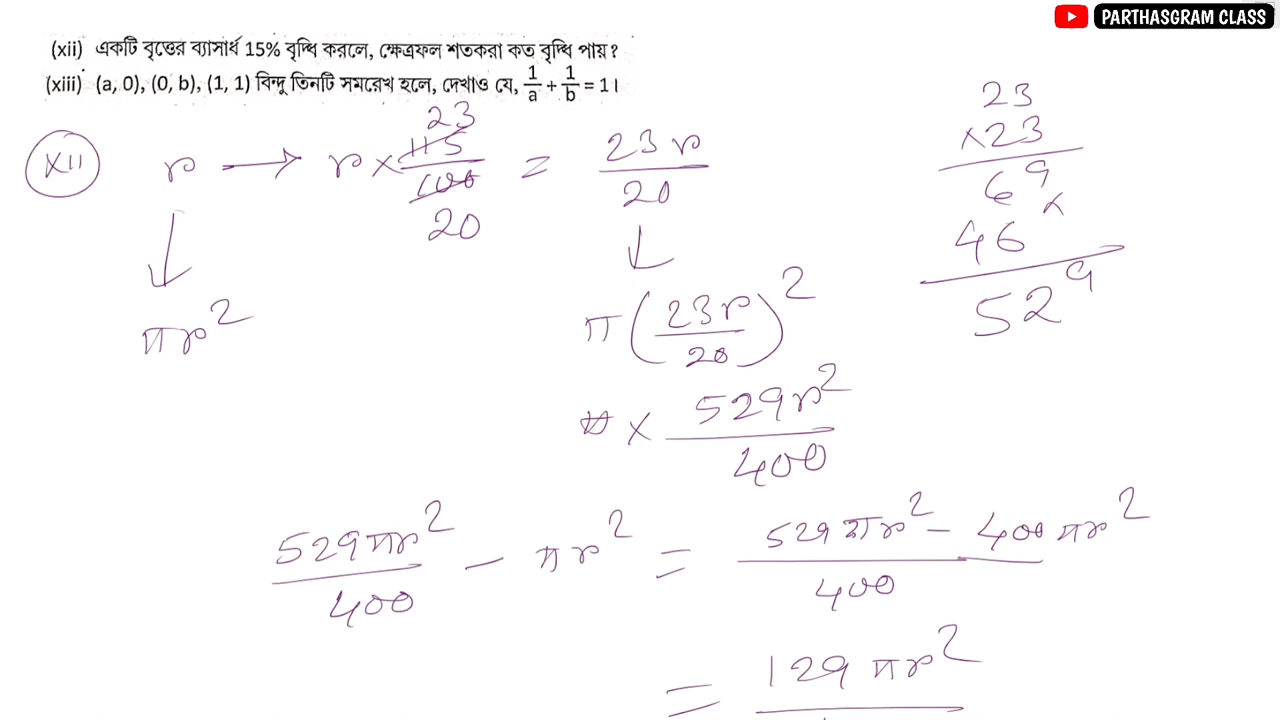 PARTHASGRAM CLASS
(xii) একটি বৃত্তের ব্যাসার্ধ 15% বৃদ্ধি করলে, ক্ষেত্রফল শতকরা কত বৃদ্ধি পায়?
(xiii) (a, 0), (0, b), (1, 1) বিন্দু তিনটি সমরেখ হলে, দেখাও যে, 1/a + 1/b = 1।
XII r → r × 115/100 = 23r/20
23
20
πr²
π(23r/20)²
π × 529r²/400
529πr²/400 − πr² = 529πr² − 400πr²/400
= 129πr²
23
×23
69
46×
529